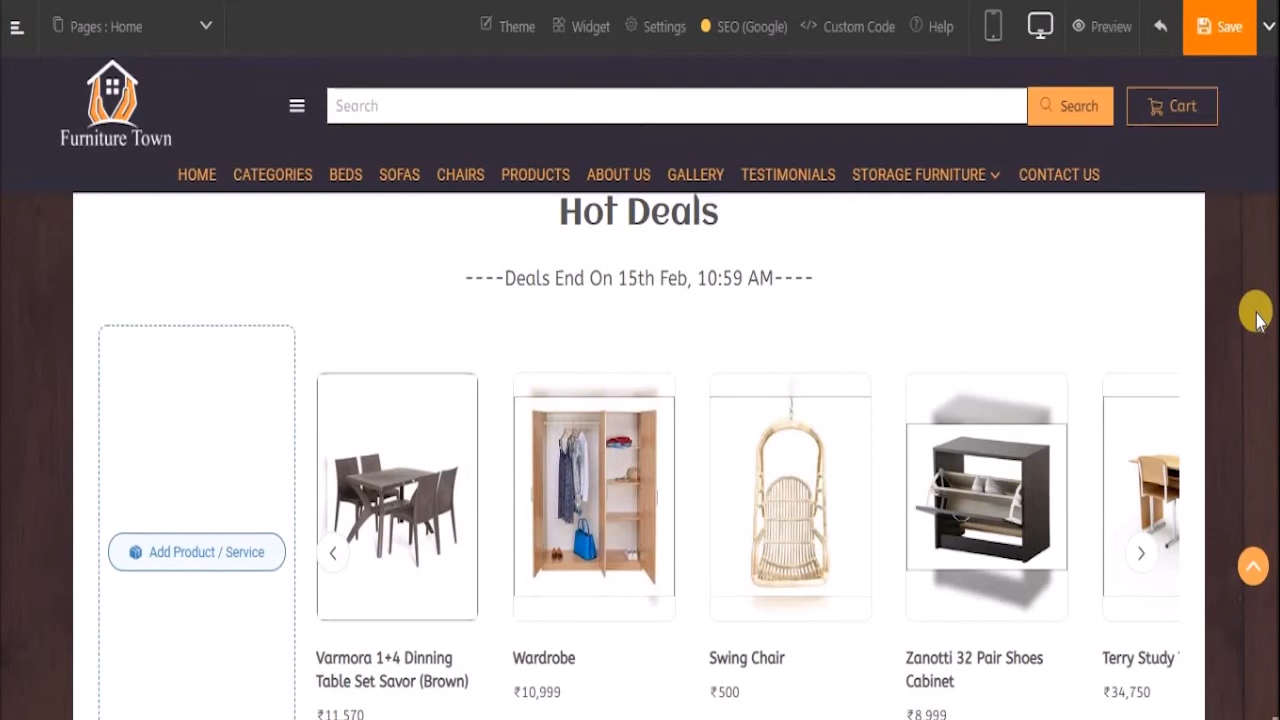 Pages : Home
Theme
Widget
Settings
SEO (Google)
Custom Code
Help
Preview
Save
Furniture Town
Search
Search
Cart
HOME CATEGORIES BEDS SOFAS CHAIRS PRODUCTS ABOUT US GALLERY TESTIMONIALS STORAGE FURNITURE CONTACT US
Hot Deals
----Deals End On 15th Feb, 10:59 AM----
Add Product / Service
Varmora 1+4 Dinning
Table Set Savor (Brown)
₹11,570
Wardrobe
₹10,999
Swing Chair
₹500
Zanotti 32 Pair Shoes
Cabinet
₹8,999
Terry Study
₹34,750